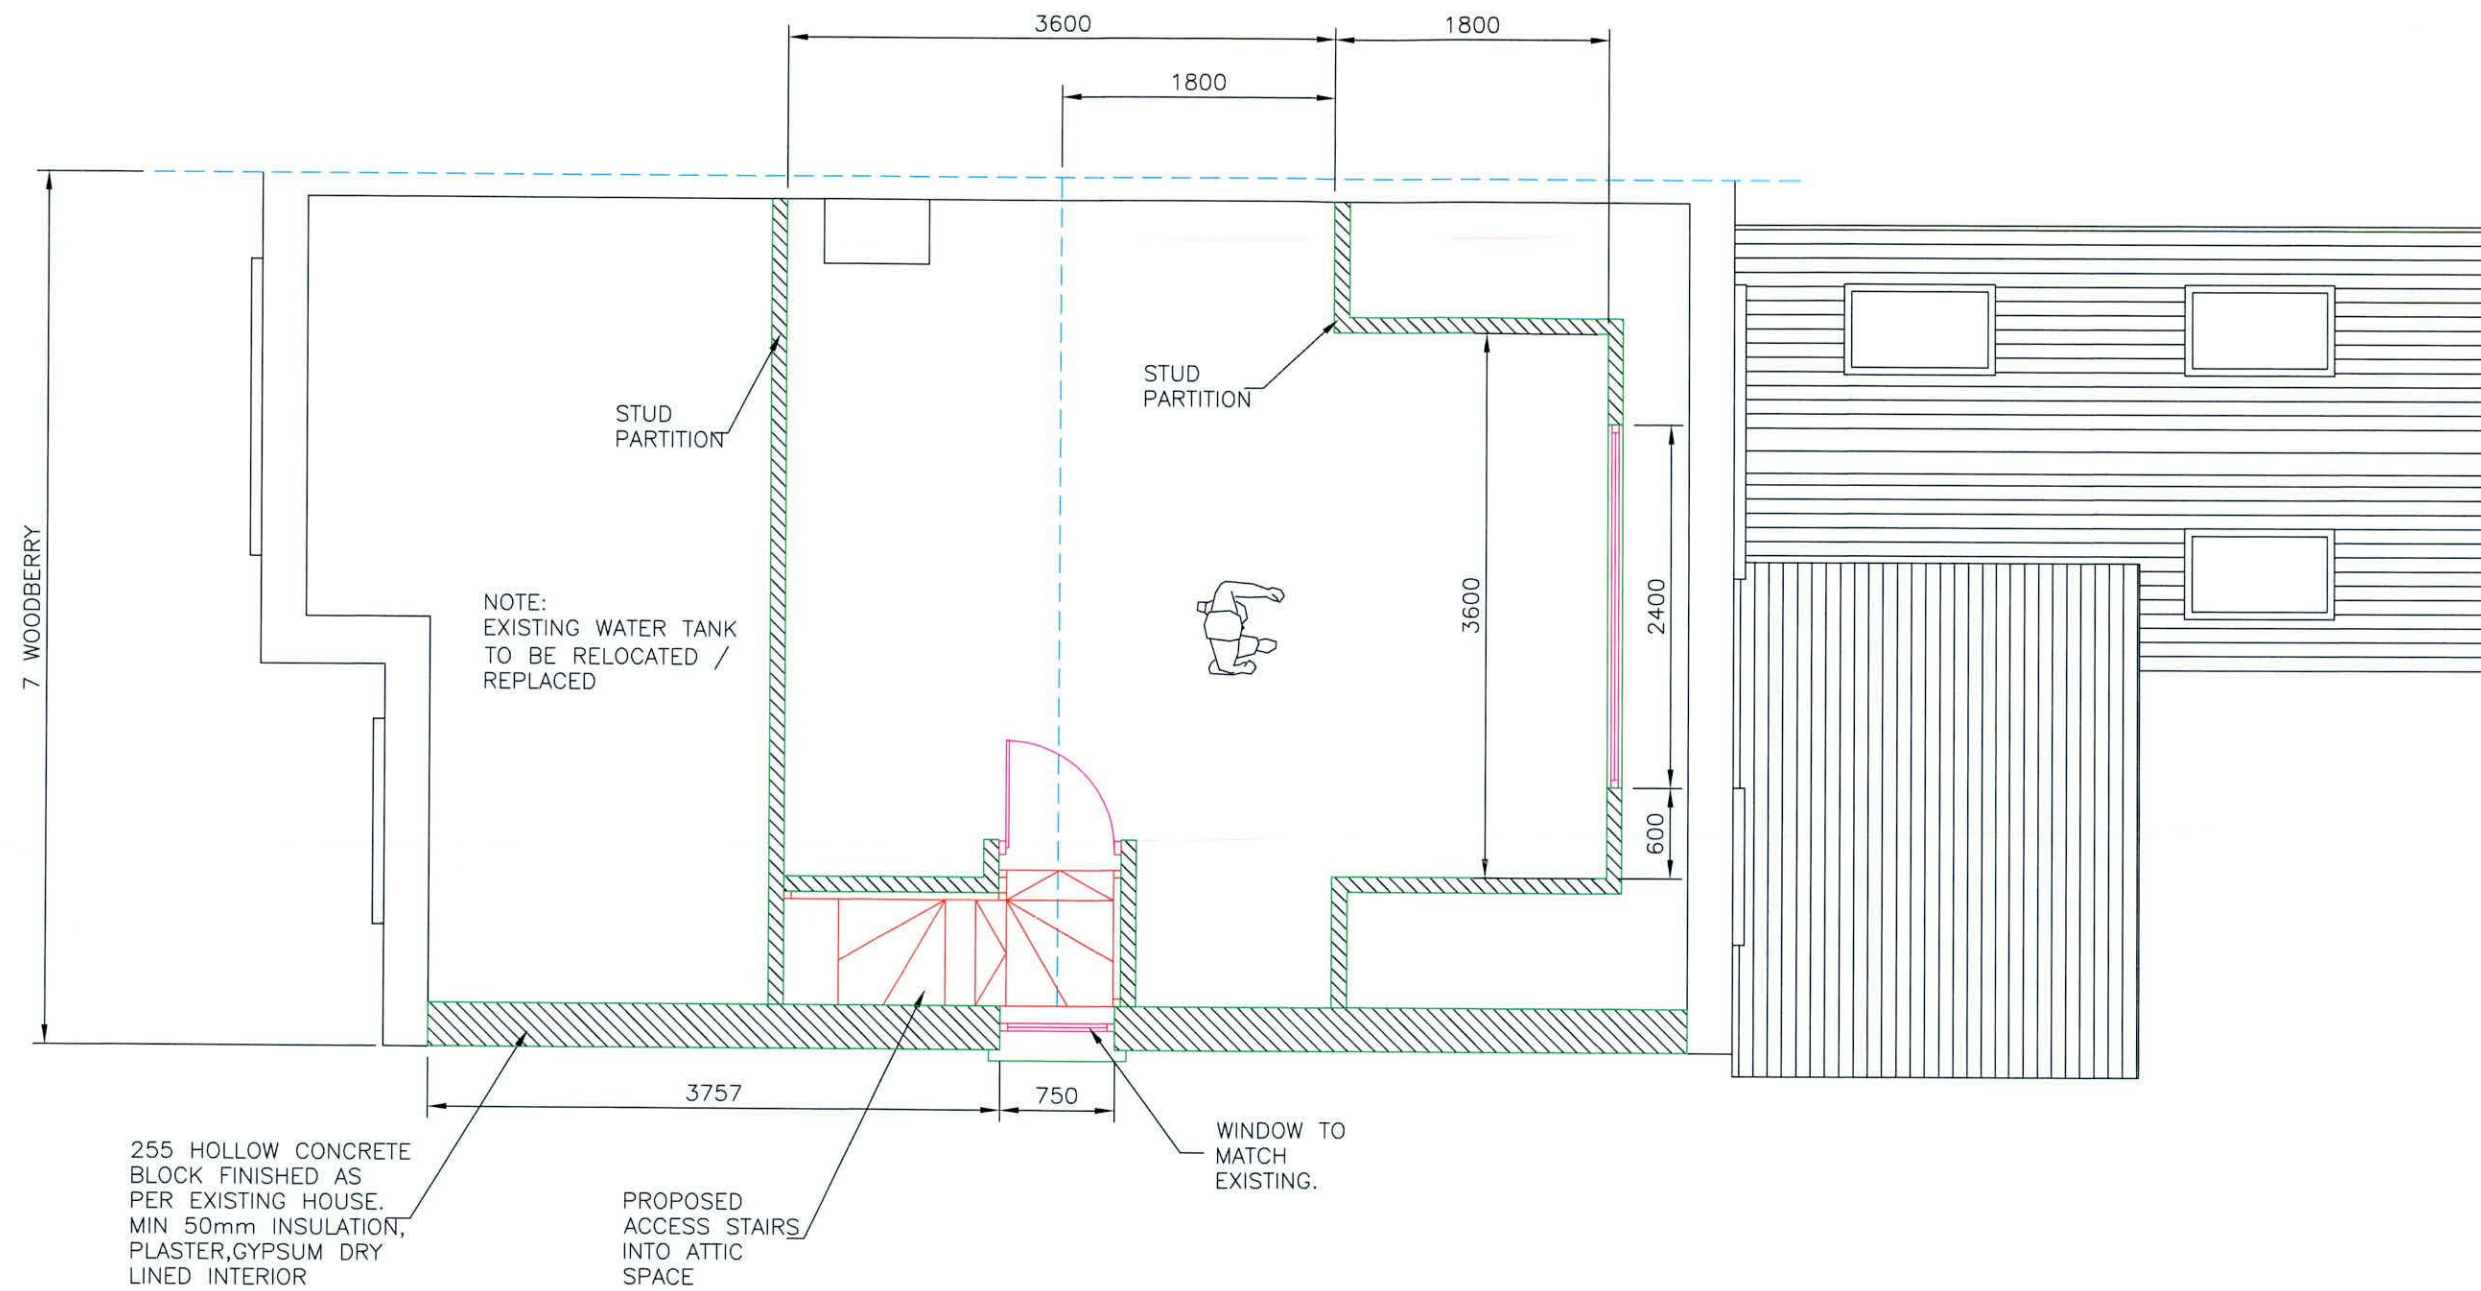 3600
1800
1800
STUD
PARTITION
STUD
PARTITION
7 WOODBERRY
NOTE:
EXISTING WATER TANK
TO BE RELOCATED /
REPLACED
3600
2400
600
3757
750
255 HOLLOW CONCRETE
BLOCK FINISHED AS
PER EXISTING HOUSE.
MIN 50mm INSULATION,
PLASTER,GYPSUM DRY
LINED INTERIOR
PROPOSED
ACCESS STAIRS
INTO ATTIC
SPACE
WINDOW TO
MATCH
EXISTING.